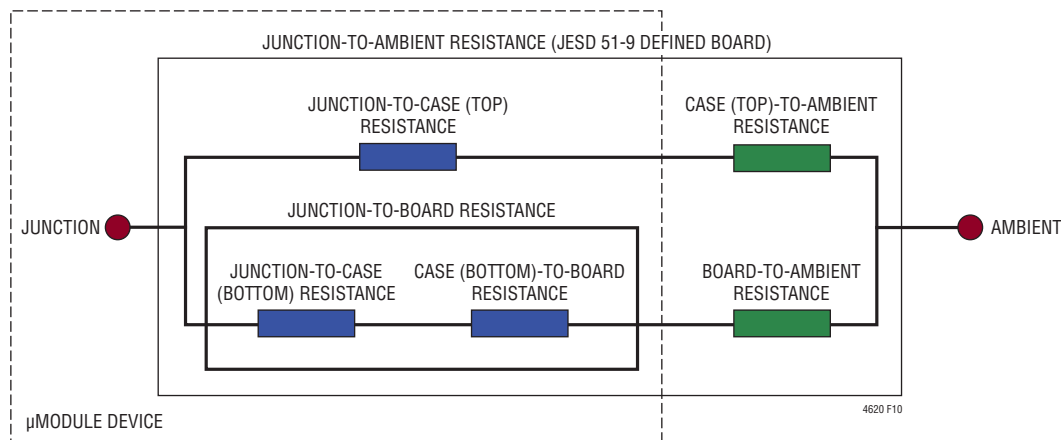 JUNCTION-TO-AMBIENT RESISTANCE (JESD 51-9 DEFINED BOARD)
JUNCTION-TO-CASE (TOP)
RESISTANCE
CASE (TOP)-TO-AMBIENT
RESISTANCE
JUNCTION
JUNCTION-TO-BOARD RESISTANCE
AMBIENT
JUNCTION-TO-CASE
(BOTTOM) RESISTANCE
CASE (BOTTOM)-TO-BOARD
RESISTANCE
BOARD-TO-AMBIENT
RESISTANCE
4620 F10
µMODULE DEVICE